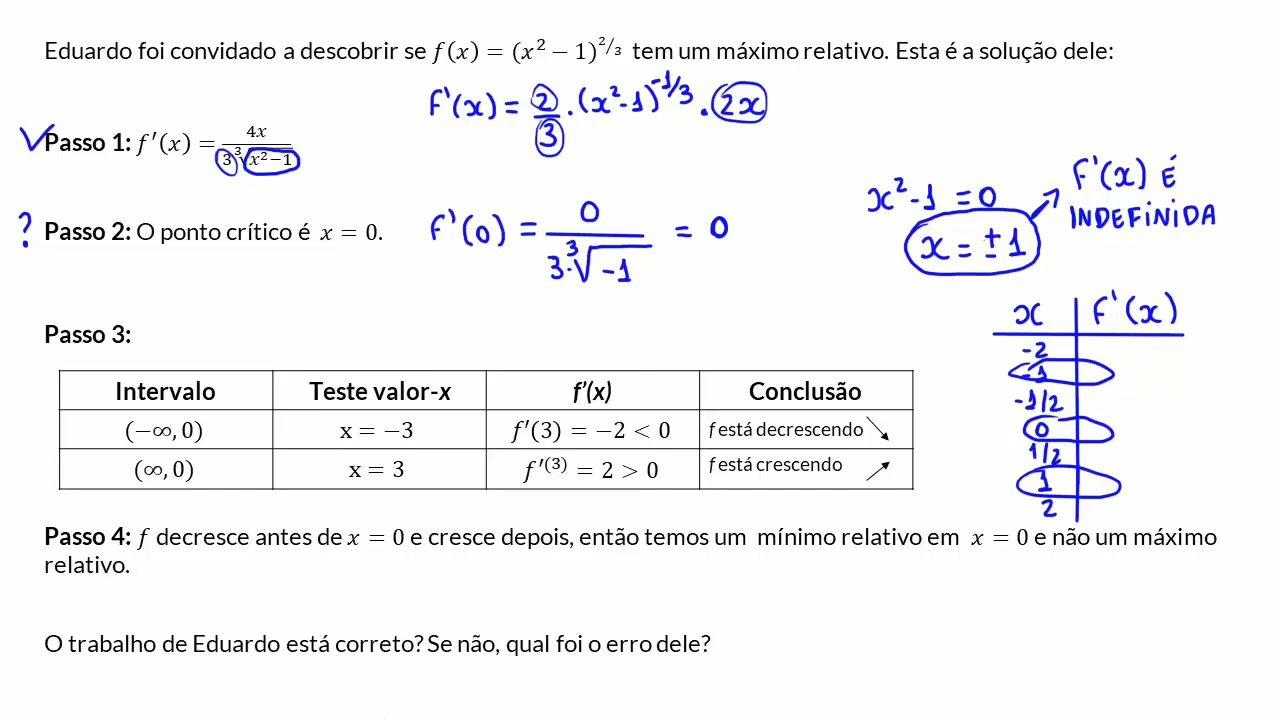 Eduardo foi convidado a descobrir se f(x) = (x² − 1)^2/3 tem um máximo relativo. Esta é a solução dele:
F'(x) = 2/3 · (x²-1)^-1/3 · 2x
Passo 1: f′(x) = 4x / 3∛x²−1
x²-1 = 0
F'(x) É
INDEFINIDA
x = ±1
? Passo 2: O ponto crítico é x = 0.
F'(0) = 0 / 3·∛-1 = 0
Passo 3:
x F'(x)
-2
-1
-1/2
0
1/2
1
2
Intervalo Teste valor-x f'(x) Conclusão
(−∞, 0) x = −3 f′(3) = −2 < 0 f está decrescendo
(∞, 0) x = 3 f′(3) = 2 > 0 f está crescendo
Passo 4: f decresce antes de x = 0 e cresce depois, então temos um mínimo relativo em x = 0 e não um máximo
relativo.
O trabalho de Eduardo está correto? Se não, qual foi o erro dele?